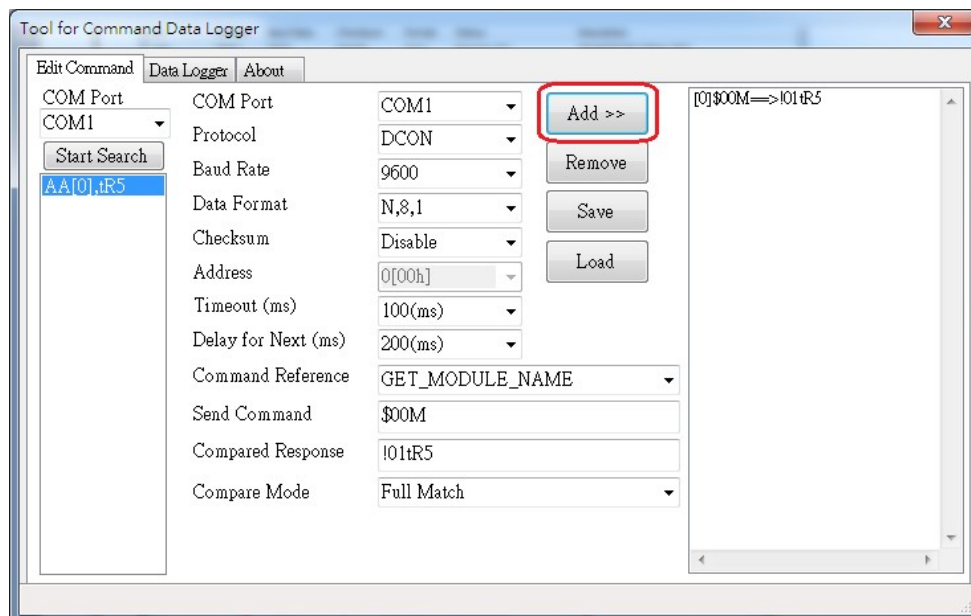 Tool for Command Data Logger
Edit Command
Data Logger
About
COM Port
COM1
Start Search
AA[0],tR5
COM Port
COM1
Protocol
DCON
Baud Rate
9600
Data Format
N,8,1
Checksum
Disable
Address
0[00h]
Timeout (ms)
100(ms)
Delay for Next (ms)
200(ms)
Command Reference
GET_MODULE_NAME
Send Command
$00M
Compared Response
!01tR5
Compare Mode
Full Match
Add >>
Remove
Save
Load
[0]$00M==>!01tR5